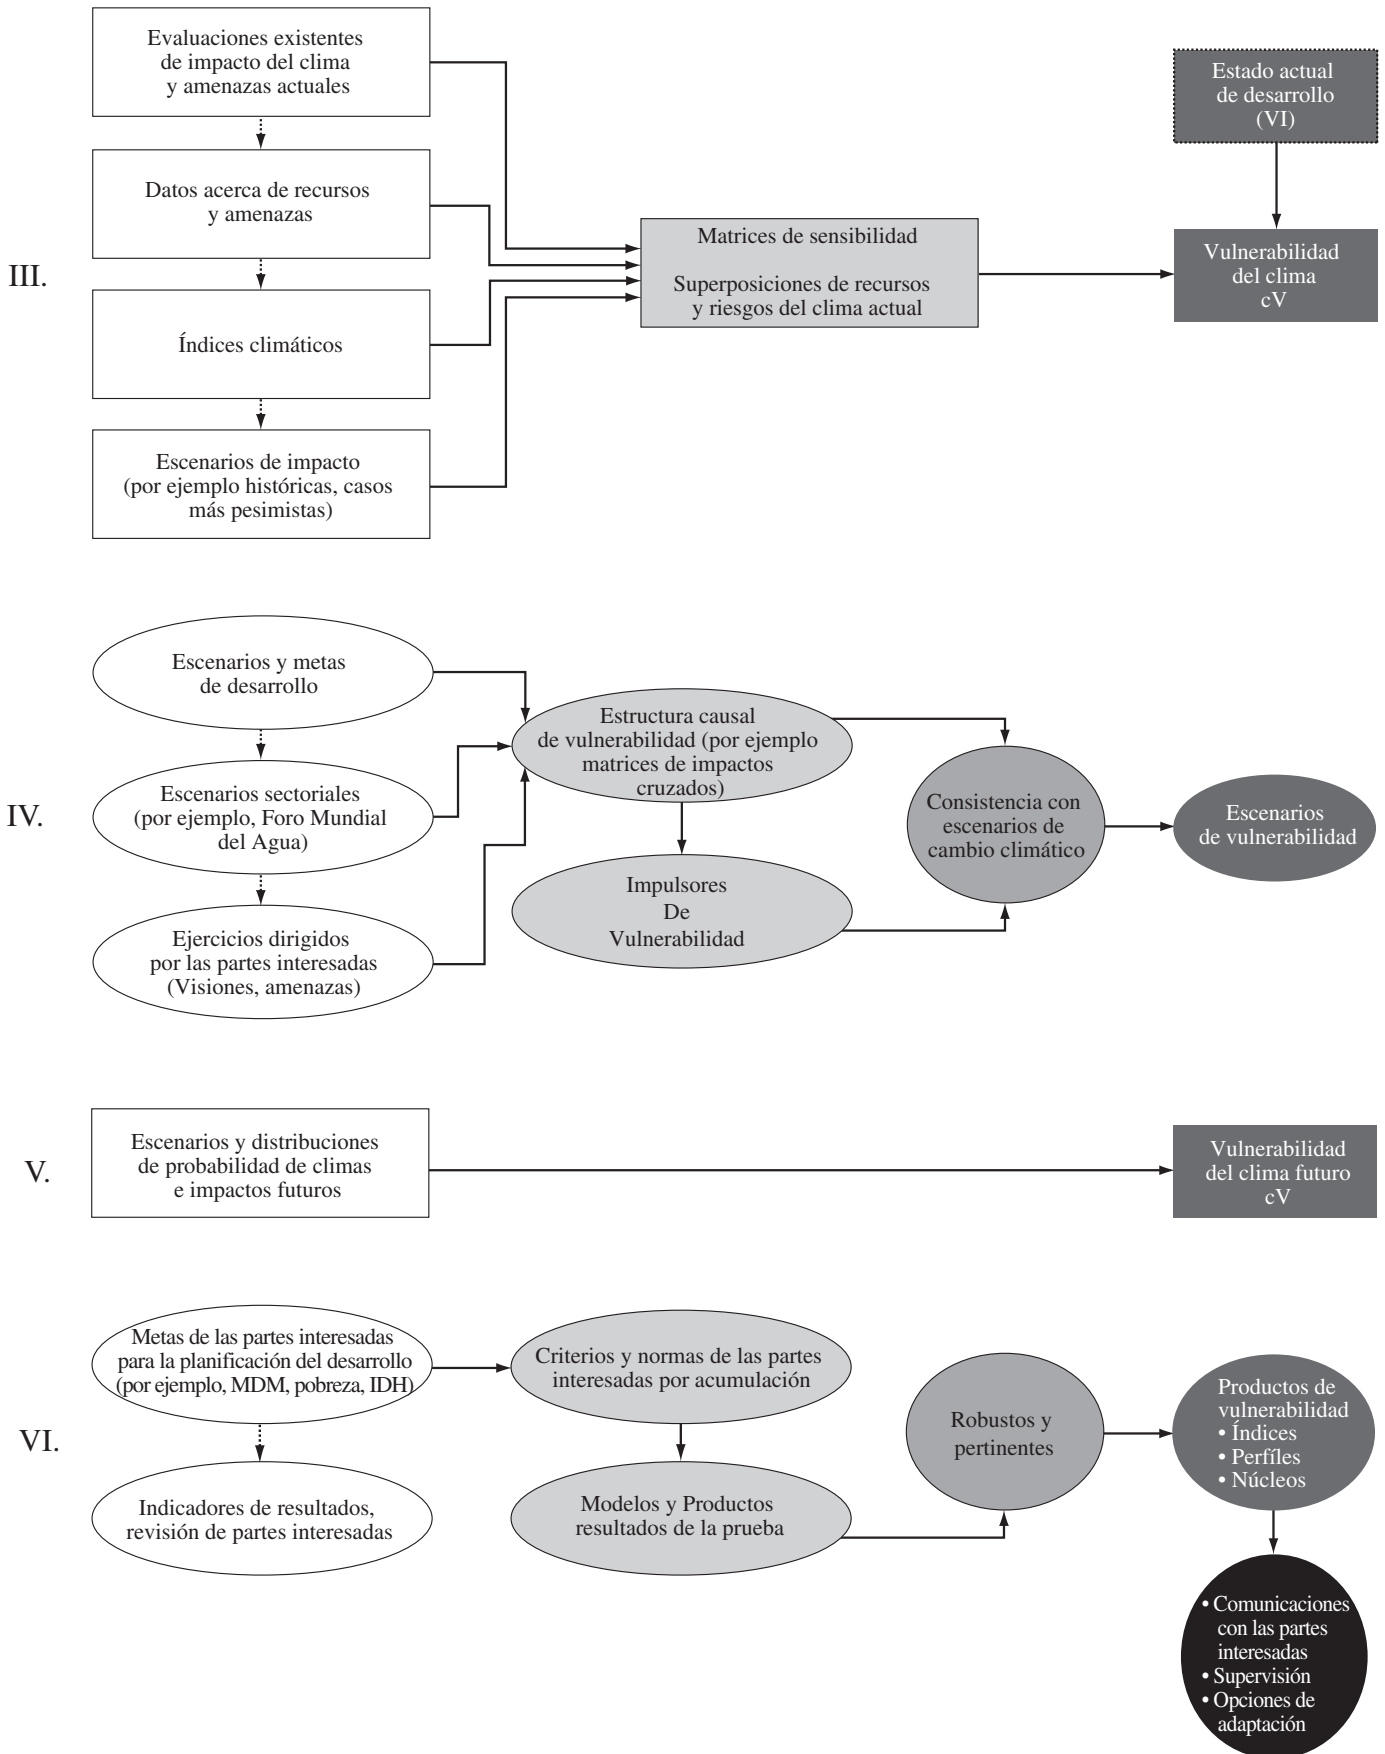 III.
Evaluaciones existentes
de impacto del clima
y amenazas actuales
Datos acerca de recursos
y amenazas
Índices climáticos
Escenarios de impacto
(por ejemplo históricas, casos
más pesimistas)
Matrices de sensibilidad
Superposiciones de recursos
y riesgos del clima actual
Estado actual
de desarrollo
(VI)
Vulnerabilidad
del clima
cV
IV.
Escenarios y metas
de desarrollo
Escenarios sectoriales
(por ejemplo, Foro Mundial
del Agua)
Ejercicios dirigidos
por las partes interesadas
(Visiones, amenazas)
Estructura causal
de vulnerabilidad (por ejemplo
matrices de impactos
cruzados)
Impulsores
De
Vulnerabilidad
Consistencia con
escenarios de
cambio climático
Escenarios
de vulnerabilidad
V.
Escenarios y distribuciones
de probabilidad de climas
e impactos futuros
Vulnerabilidad
del clima futuro
cV
VI.
Metas de las partes interesadas
para la planificación del desarrollo
(por ejemplo, MDM, pobreza, IDH)
Indicadores de resultados,
revisión de partes interesadas
Criterios y normas de las partes
interesadas por acumulación
Modelos y Productos
resultados de la prueba
Robustos y
pertinentes
Productos de
vulnerabilidad
• Índices
• Perfíles
• Núcleos
• Comunicaciones
con las partes
interesadas
• Supervisión
• Opciones de
adaptación